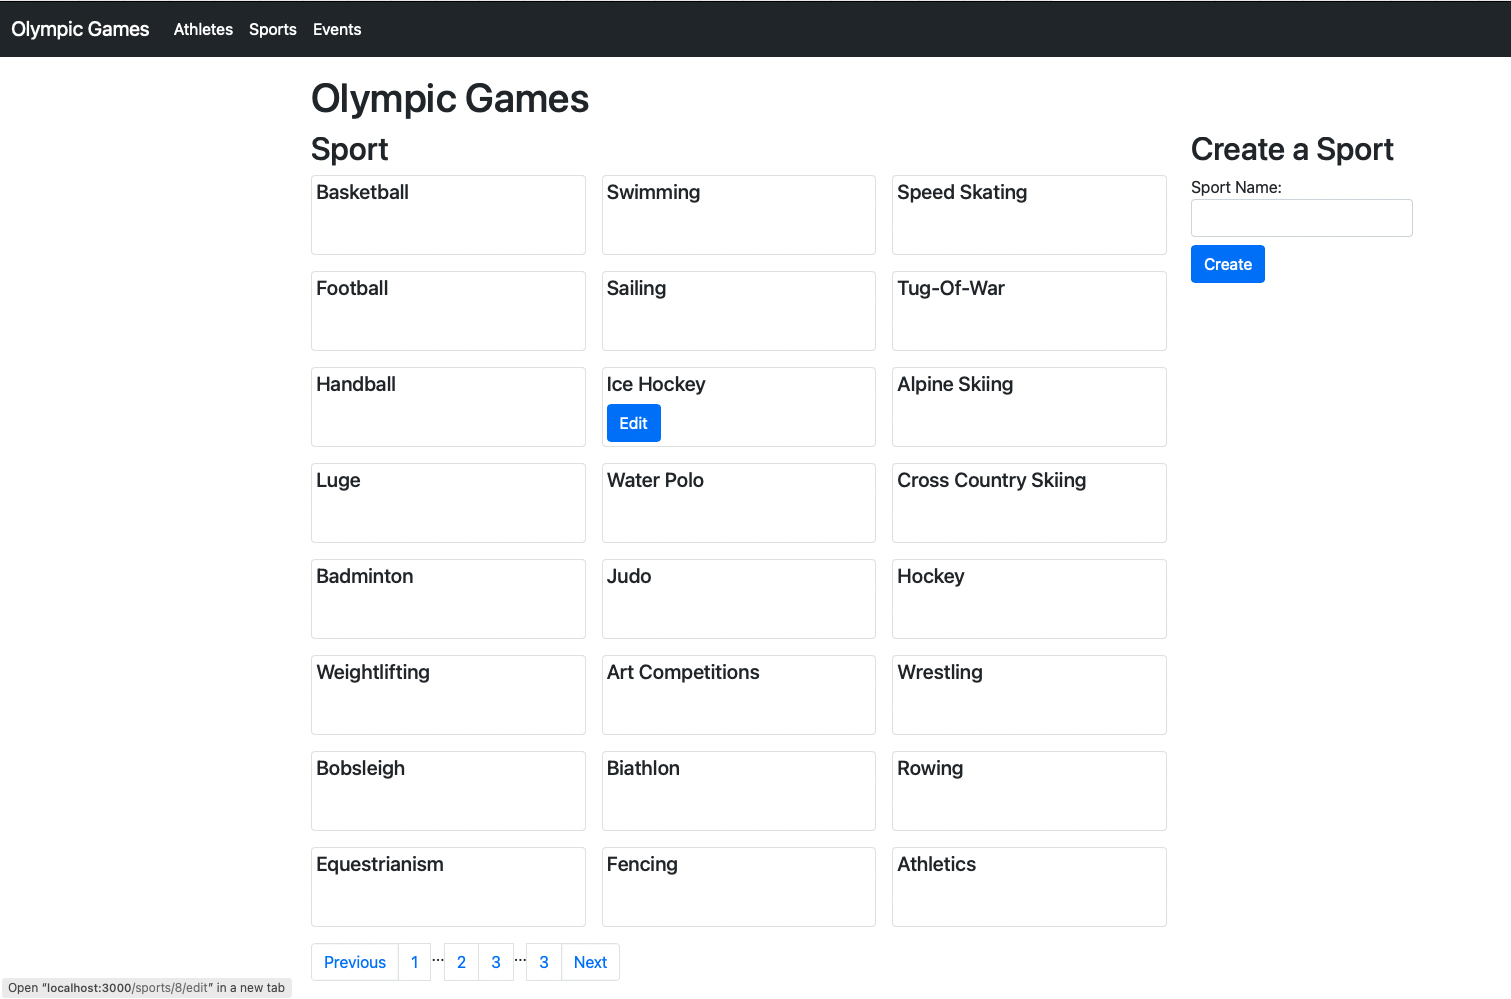 Olympic Games Athletes Sports Events
Olympic Games
Sport
Basketball Swimming Speed Skating
Football Sailing Tug-Of-War
Handball Ice Hockey Alpine Skiing
Edit
Luge Water Polo Cross Country Skiing
Badminton Judo Hockey
Weightlifting Art Competitions Wrestling
Bobsleigh Biathlon Rowing
Equestrianism Fencing Athletics
Previous 1 ... 2 3 ... 3 Next
Create a Sport
Sport Name:
Create
Open “localhost:3000/sports/8/edit” in a new tab